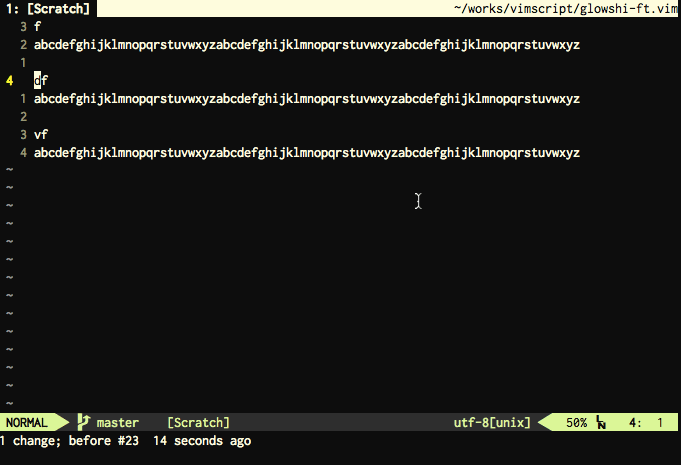 1: [Scratch] ~/works/vimscript/glowshi-ft.vim
3 f
2 abcdefghijklmnopqrstuvwxyzabcdefghijklmnopqrstuvwxyzabcdefghijklmnopqrstuvwxyz
1
4 df
1 abcdefghijklmnopqrstuvwxyzabcdefghijklmnopqrstuvwxyzabcdefghijklmnopqrstuvwxyz
2
3 vf
4 abcdefghijklmnopqrstuvwxyzabcdefghijklmnopqrstuvwxyzabcdefghijklmnopqrstuvwxyz
~
~
~
~
~
~
~
~
~
~
~
~
~
~
NORMAL master [Scratch] utf-8[unix] 50% LN 4: 1
1 change; before #23 14 seconds ago